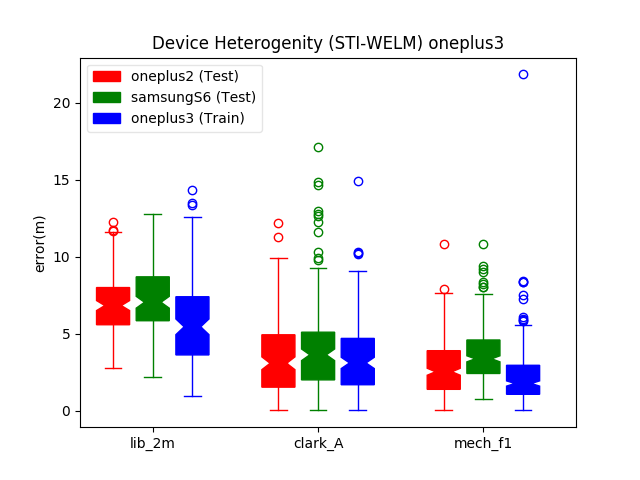 Device Heterogenity (STI-WELM) oneplus3
oneplus2 (Test)
samsungS6 (Test)
oneplus3 (Train)
error(m)
20
15
10
5
0
lib_2m
clark_A
mech_f1